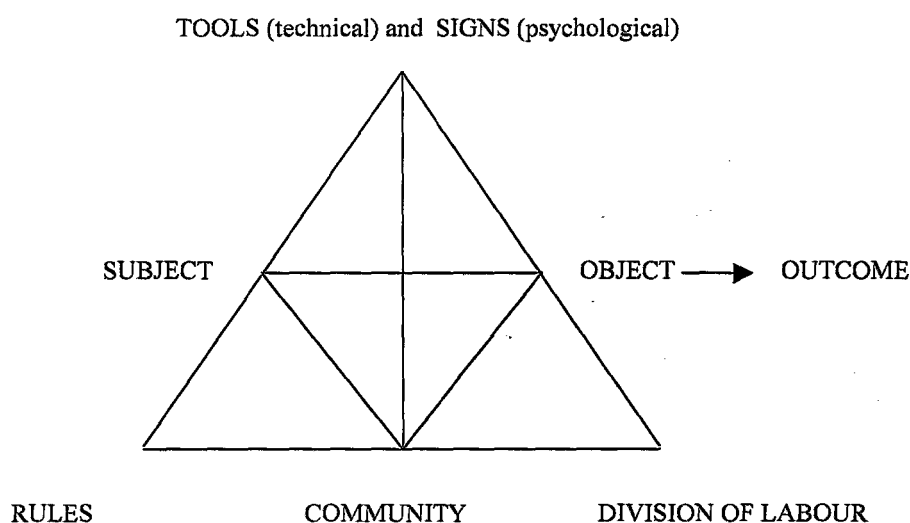 TOOLS (technical) and SIGNS (psychological)
SUBJECT OBJECT OUTCOME
RULES COMMUNITY DIVISION OF LABOUR